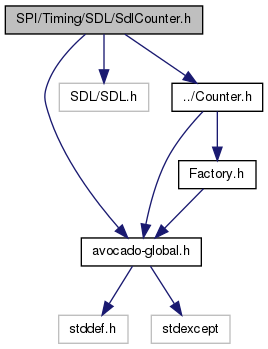 SPI/Timing/SDL/SdlCounter.h
SDL/SDL.h
../Counter.h
Factory.h
avocado-global.h
stddef.h
stdexcept